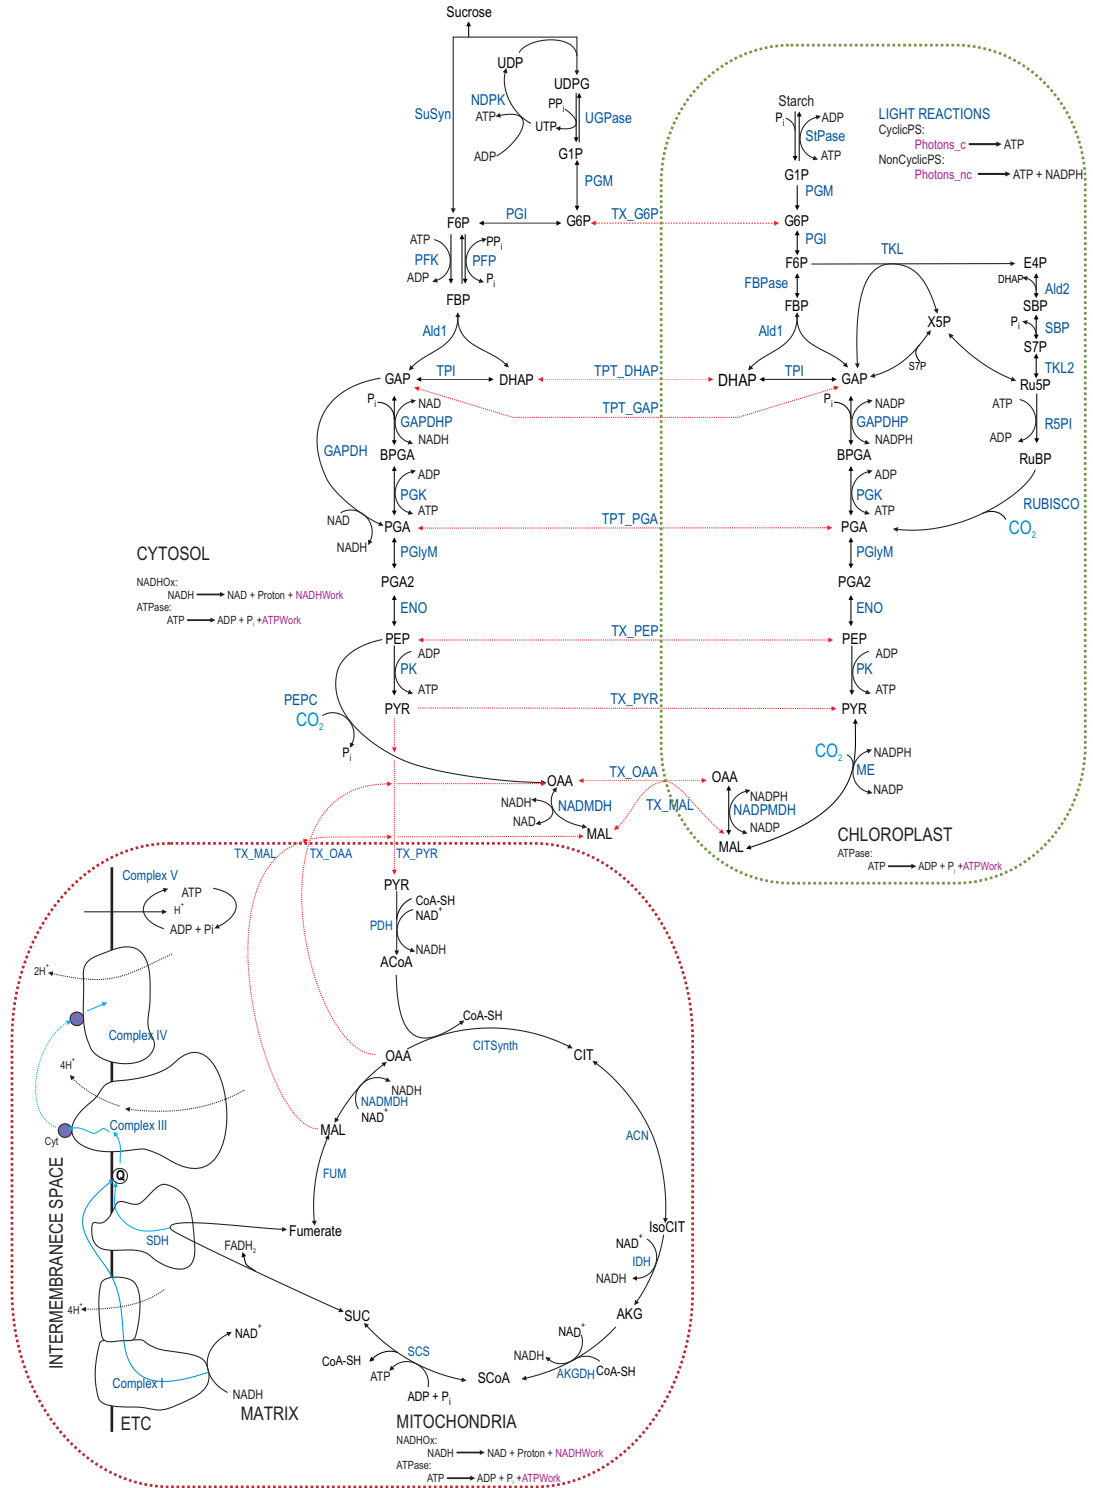 Sucrose
UDP
UDPG
NDPK
PPi
ATP
UTP
UGPase
SuSyn
ADP
G1P
PGM
F6P
PGI
G6P
TX_G6P
ATP
PPi
PFK
PFP
ADP
Pi
FBP
Ald1
GAP
TPI
DHAP
TPT_DHAP
TPT_GAP
Pi
NAD
GAPDHP
NADH
GAPDH
BPGA
ADP
PGK
ATP
NAD
PGA
TPT_PGA
NADH
PGlyM
PGA2
ENO
PEP
TX_PEP
ADP
PK
ATP
PEPC
CO2
PYR
TX_PYR
Pi
OAA
TX_OAA
NADH
NADMDH
NAD
MAL
TX_MAL
CYTOSOL
NADHOx:
NADH NAD + Proton + NADHWork
ATPase:
ATP ADP + Pi +ATPWork
Starch
Pi
ADP
StPase
ATP
G1P
PGM
G6P
PGI
F6P
TKL
E4P
FBPase
DHAP
Ald2
FBP
SBP
Ald1
X5P
Pi
SBP
S7P
S7P
TKL2
DHAP
TPI
GAP
Ru5P
Pi
NADP
ATP
GAPDHP
R5PI
NADPH
ADP
BPGA
RuBP
ADP
PGK
ATP
RUBISCO
CO2
PGA
PGlyM
PGA2
ENO
PEP
ADP
PK
ATP
PYR
CO2
NADPH
ME
NADP
OAA
NADPH
NADPMDH
NADP
MAL
LIGHT REACTIONS
CyclicPS:
Photons_c ATP
NonCyclicPS:
Photons_nc ATP + NADPH
CHLOROPLAST
ATPase:
ATP ADP + Pi +ATPWork
TX_MAL
TX_OAA
TX_PYR
Complex V
ATP
H+
ADP + Pi
2H+
Complex IV
4H+
Complex III
Cyt
Q
SDH
4H+
NAD+
Complex I
NADH
INTERMEMBRANECE SPACE
ETC
MATRIX
PYR
CoA-SH
NAD+
PDH
NADH
ACoA
CoA-SH
CITSynth
OAA
CIT
NADH
NADMDH
NAD+
MAL
ACN
FUM
Fumerate
IsoCIT
FADH2
NAD+
IDH
NADH
AKG
SUC
NAD+
NADH
AKGDH
CoA-SH
SCoA
SCS
CoA-SH
ATP
ADP + Pi
MITOCHONDRIA
NADHOx:
NADH NAD + Proton + NADHWork
ATPase:
ATP ADP + Pi +ATPWork